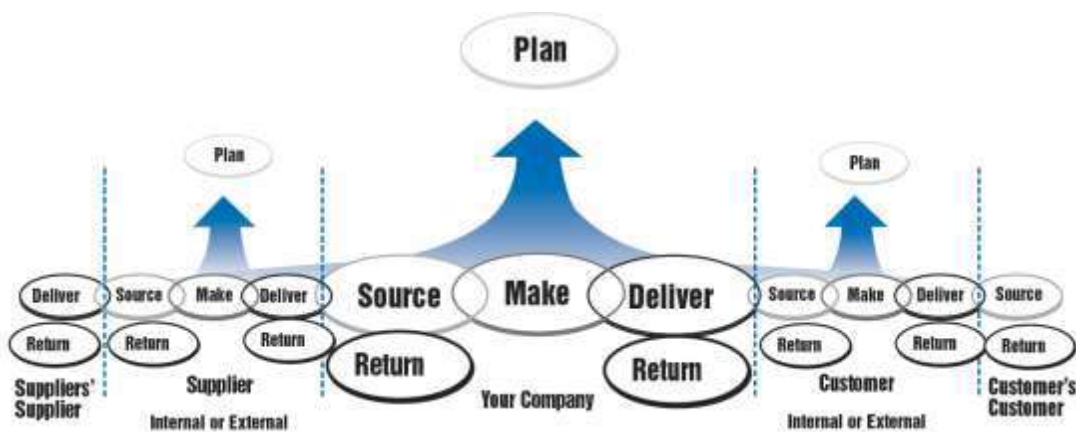 Plan
Plan
Plan
Deliver
Source
Make
Deliver
Source
Make
Deliver
Source
Make
Deliver
Source
Return
Return
Return
Return
Return
Return
Return
Return
Suppliers'
Supplier
Supplier
Internal or External
Your Company
Customer
Internal or External
Customer's
Customer